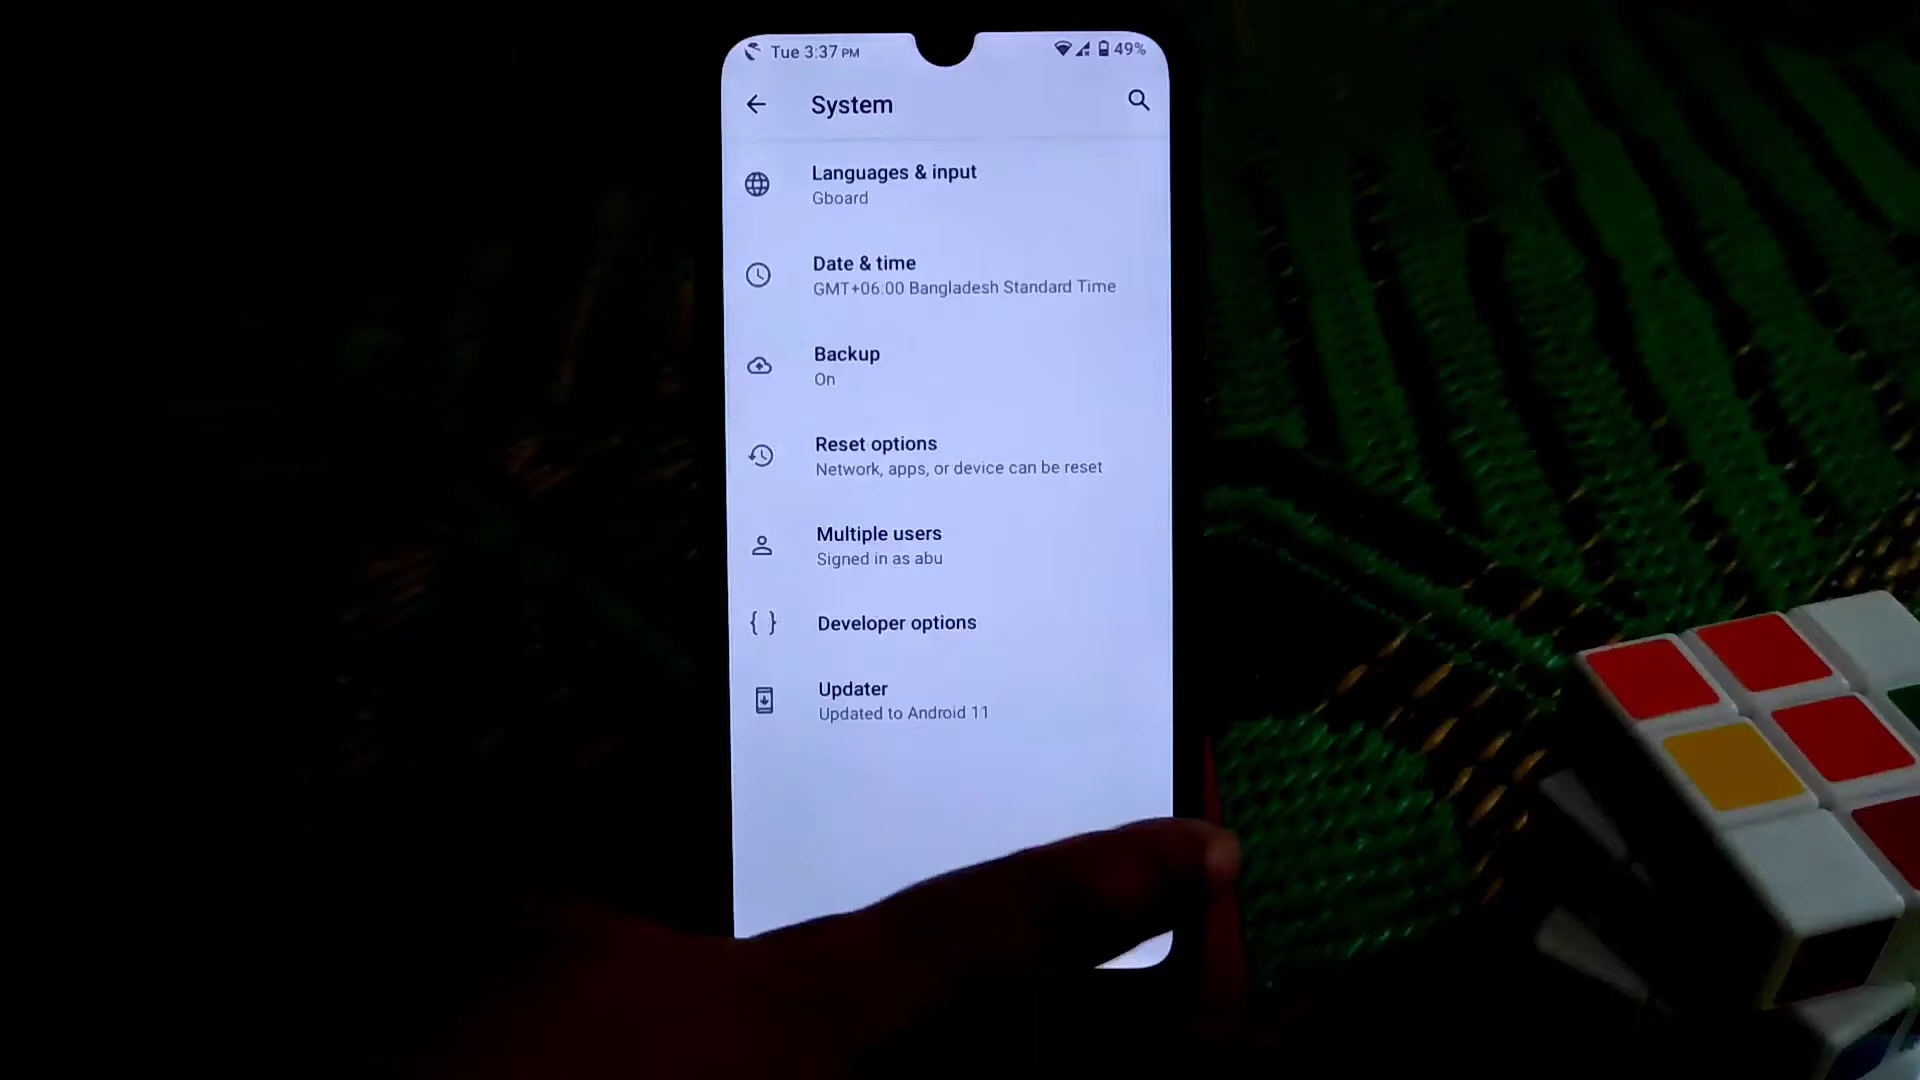 Tue 3:37 PM
49%
System
Languages & input
Gboard
Date & time
GMT+06:00 Bangladesh Standard Time
Backup
On
Reset options
Network, apps, or device can be reset
Multiple users
Signed in as abu
{ } Developer options
Updater
Updated to Android 11